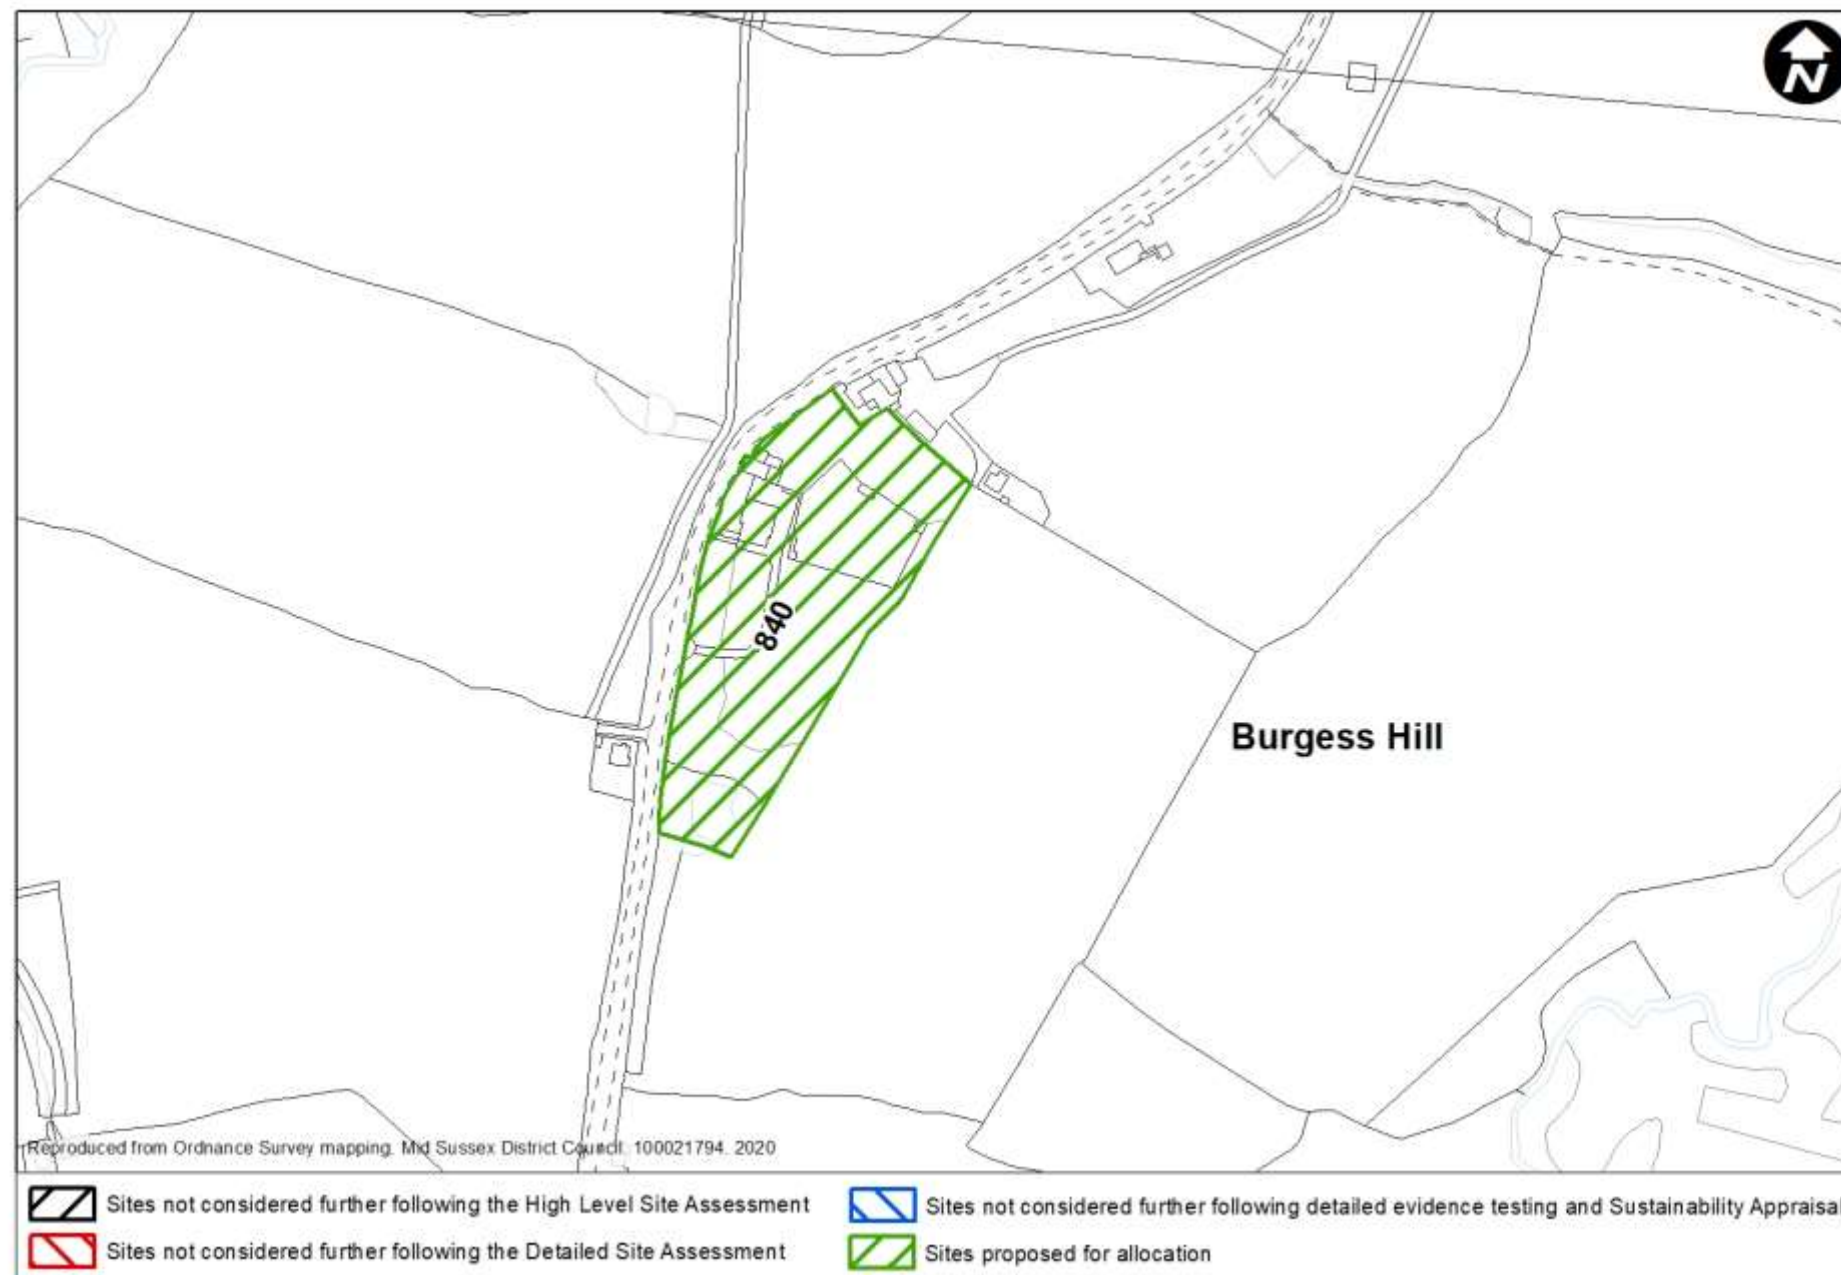 N
840
Burgess Hill
Reproduced from Ordnance Survey mapping. Mid Sussex District Council. 100021794. 2020
Sites not considered further following the High Level Site Assessment
Sites not considered further following detailed evidence testing and Sustainability Appraisal
Sites not considered further following the Detailed Site Assessment
Sites proposed for allocation